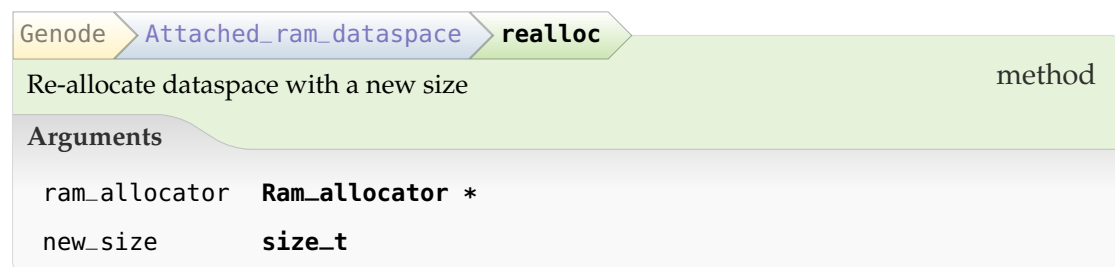 Genode Attached_ram_dataspace realloc
Re-allocate dataspace with a new size method
Arguments
ram_allocator Ram_allocator *
new_size size_t